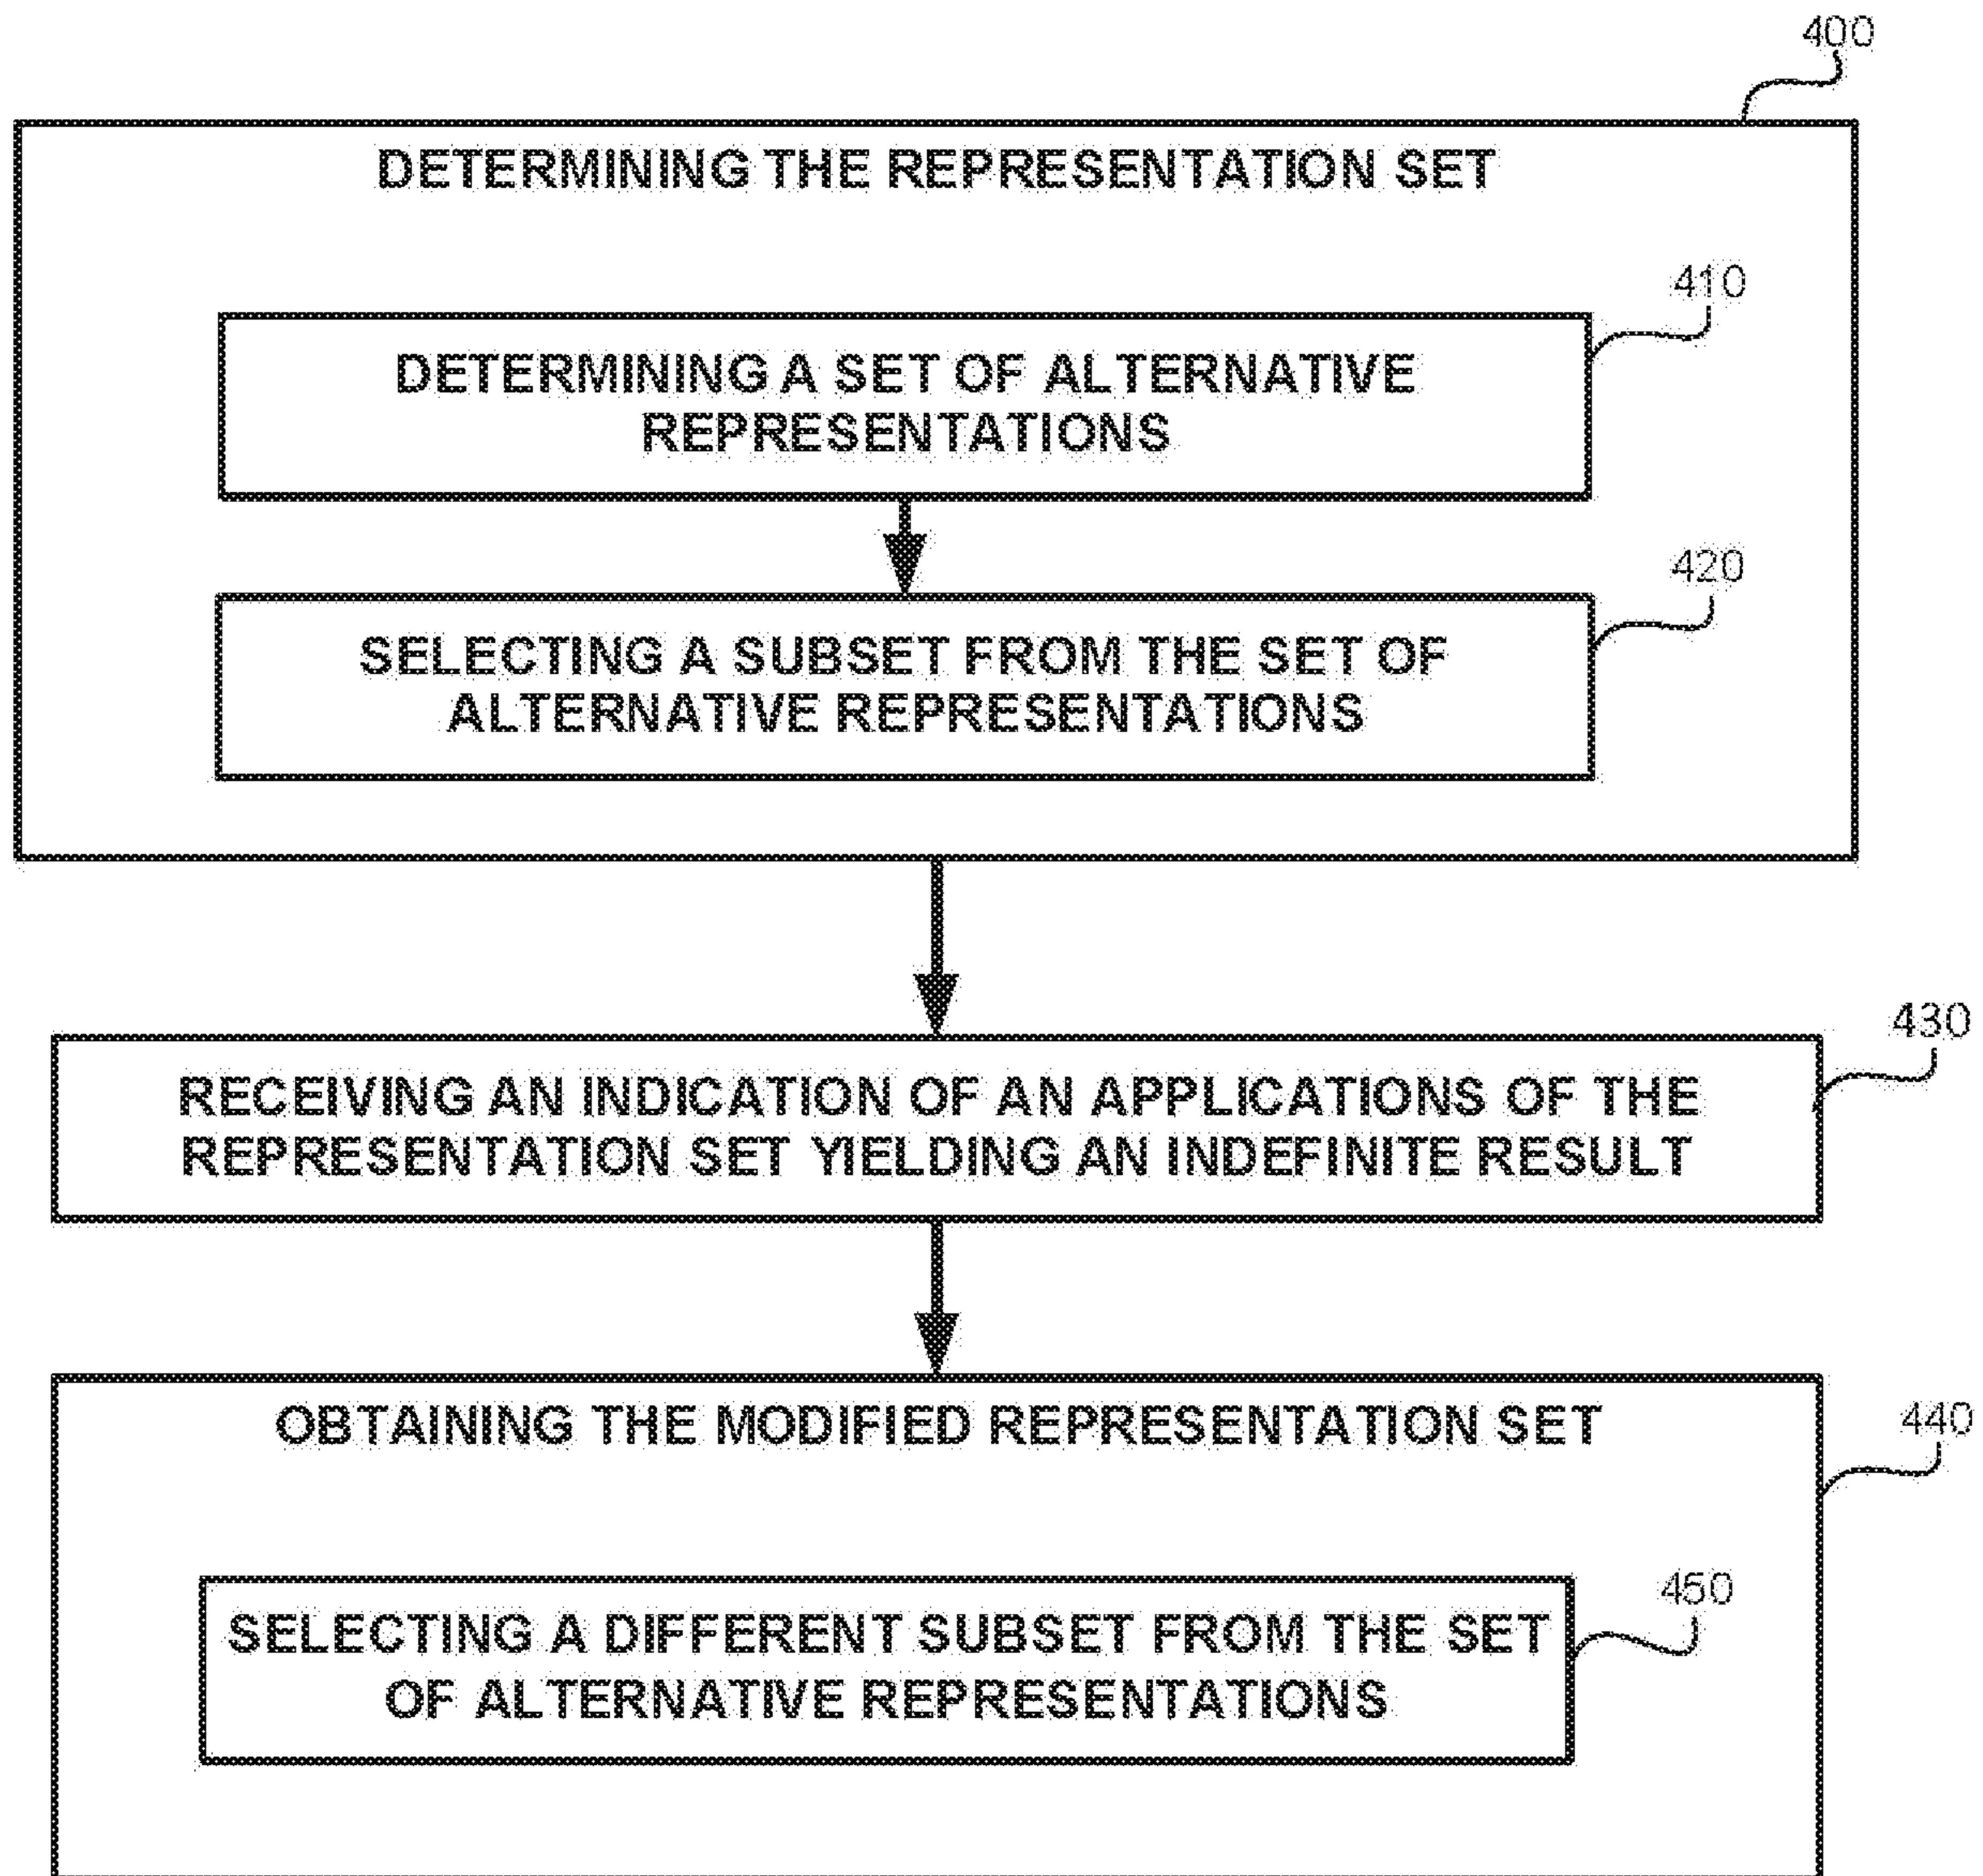 400
DETERMINING THE REPRESENTATION SET
410
DETERMINING A SET OF ALTERNATIVE
REPRESENTATIONS
420
SELECTING A SUBSET FROM THE SET OF
ALTERNATIVE REPRESENTATIONS
430
RECEIVING AN INDICATION OF AN APPLICATIONS OF THE
REPRESENTATION SET YIELDING AN INDEFINITE RESULT
440
OBTAINING THE MODIFIED REPRESENTATION SET
450
SELECTING A DIFFERENT SUBSET FROM THE SET
OF ALTERNATIVE REPRESENTATIONS